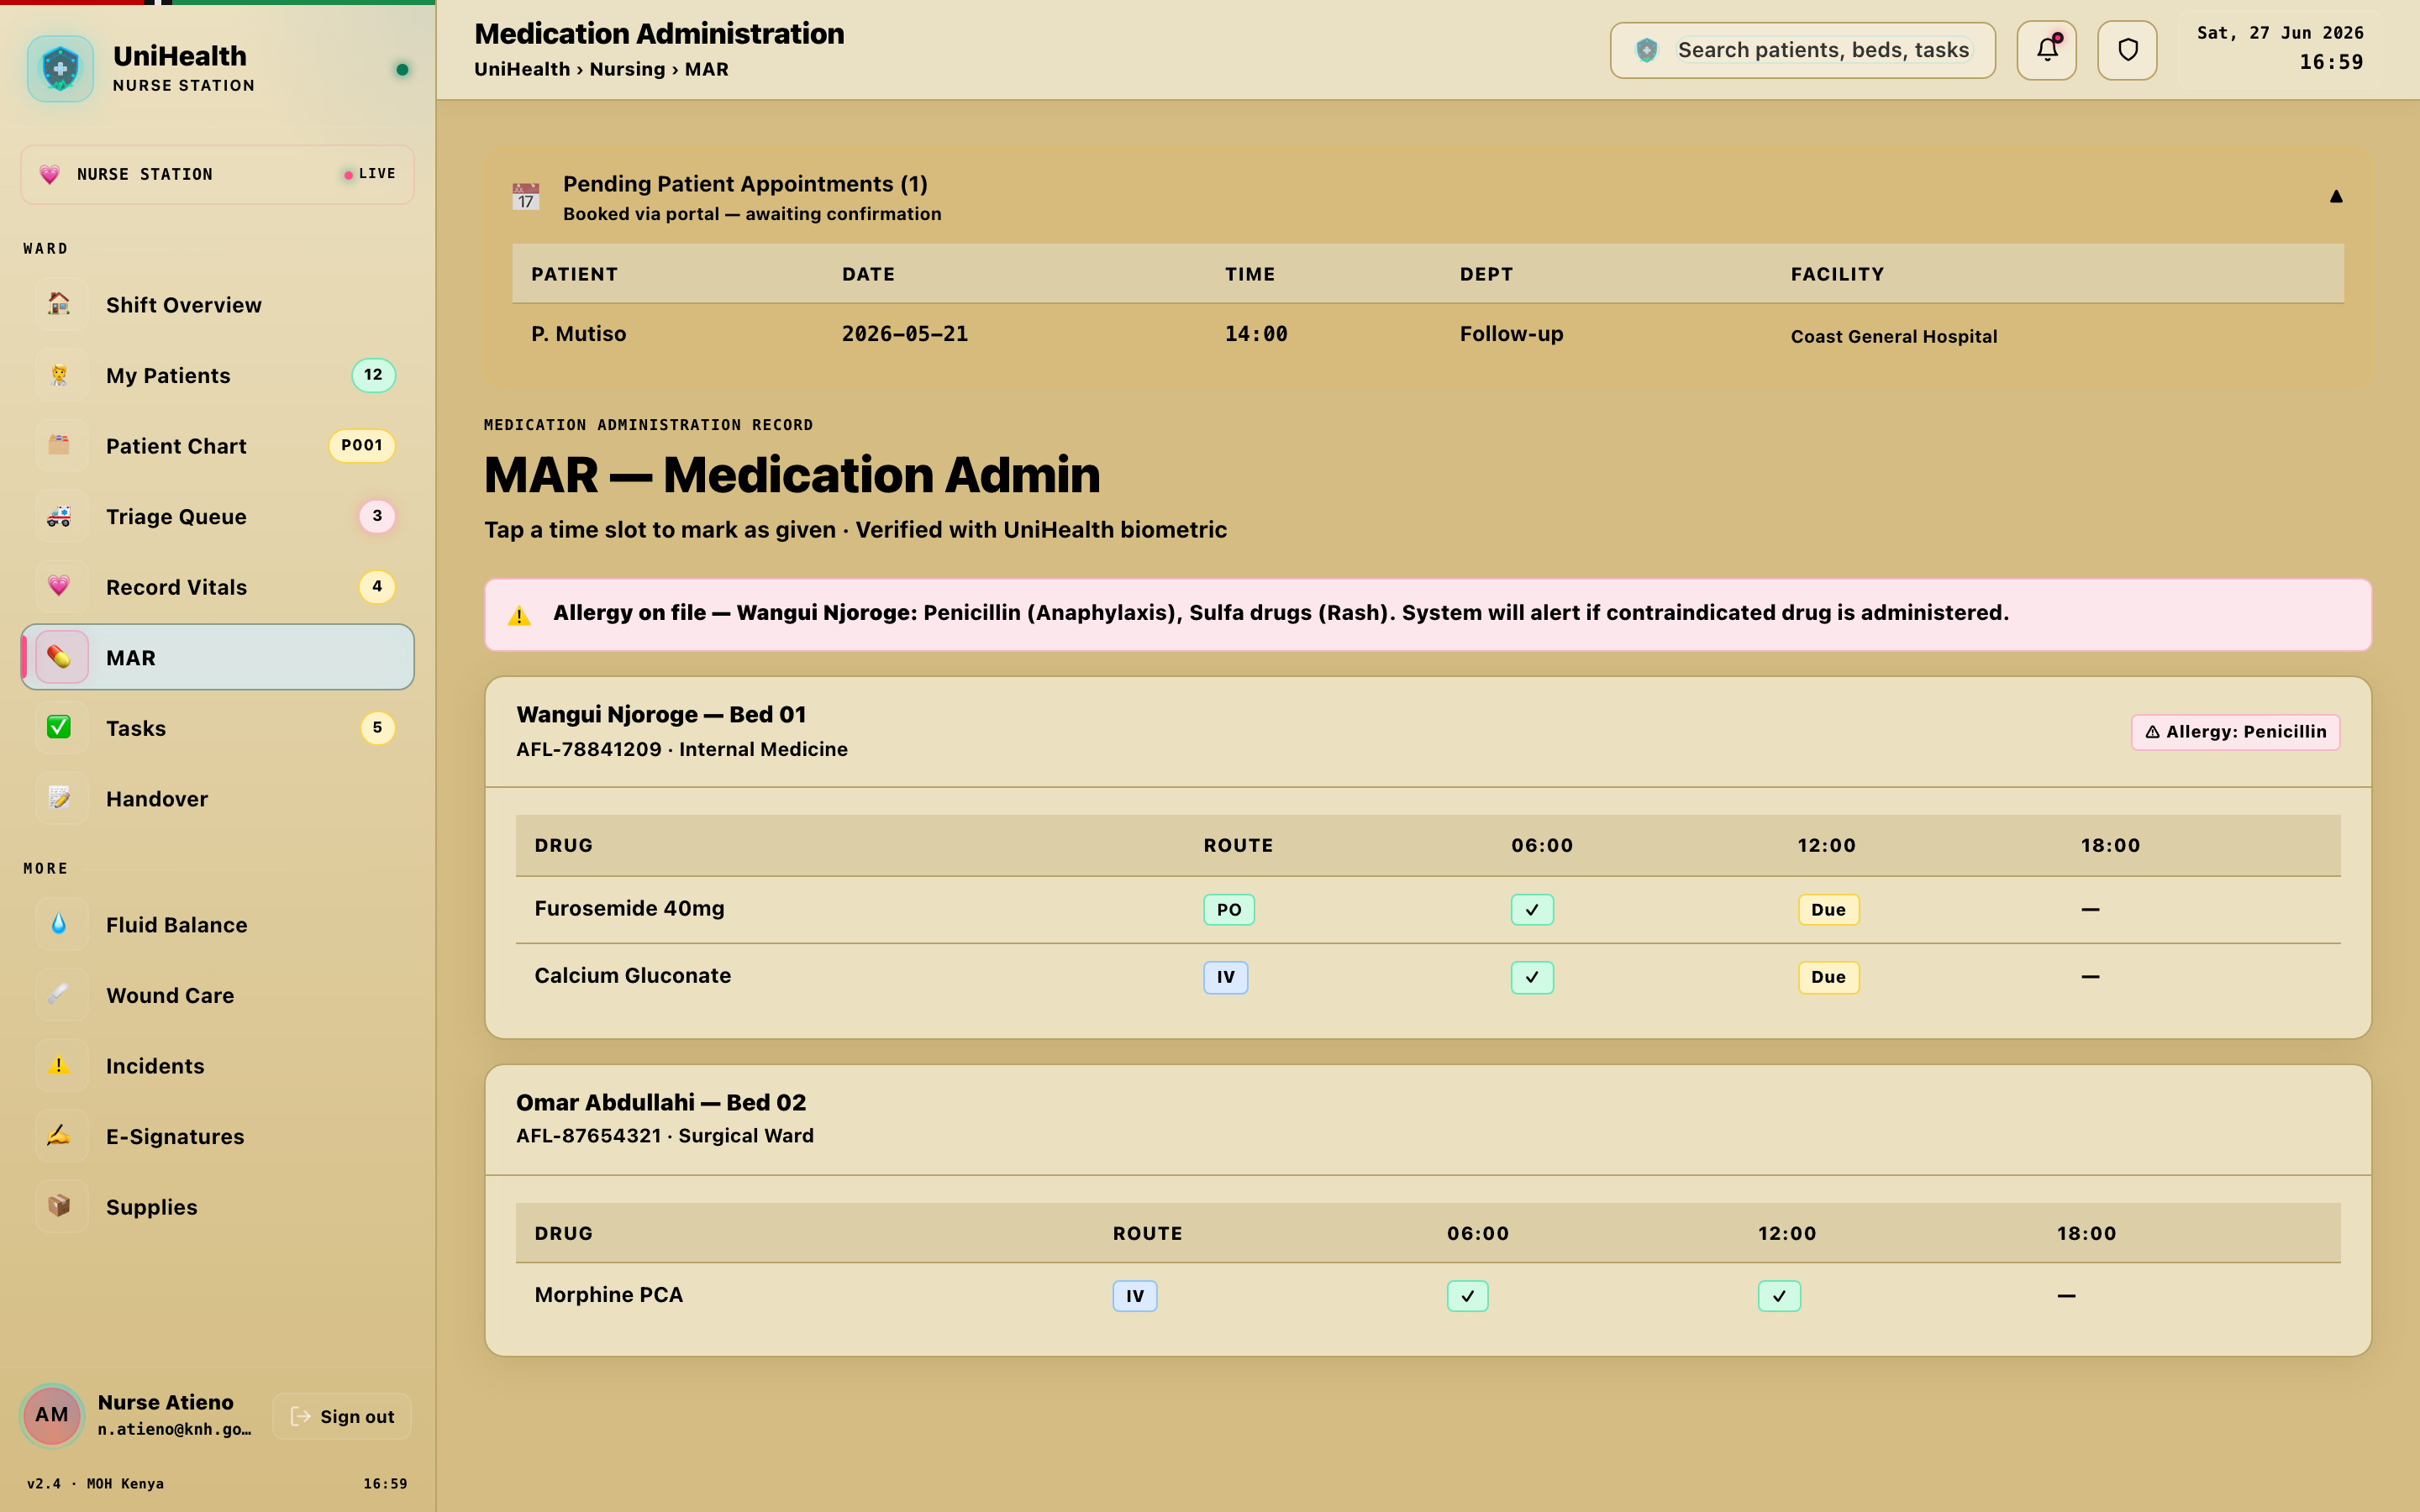 UniHealth
NURSE STATION
NURSE STATION
LIVE
WARD
Shift Overview
My Patients 12
Patient Chart P001
Triage Queue 3
Record Vitals 4
MAR
Tasks 5
Handover
MORE
Fluid Balance
Wound Care
Incidents
E-Signatures
Supplies
AM
Nurse Atieno
n.atieno@knh.go…
Sign out
v2.4 · MOH Kenya 16:59
Medication Administration
UniHealth › Nursing › MAR
Search patients, beds, tasks
Sat, 27 Jun 2026
16:59
17
Pending Patient Appointments (1)
Booked via portal — awaiting confirmation
▲
PATIENT DATE TIME DEPT FACILITY
P. Mutiso 2026-05-21 14:00 Follow-up Coast General Hospital
MEDICATION ADMINISTRATION RECORD
MAR — Medication Admin
Tap a time slot to mark as given · Verified with UniHealth biometric
⚠️ Allergy on file — Wangui Njoroge: Penicillin (Anaphylaxis), Sulfa drugs (Rash). System will alert if contraindicated drug is administered.
Wangui Njoroge — Bed 01
AFL-78841209 · Internal Medicine
⚠ Allergy: Penicillin
DRUG ROUTE 06:00 12:00 18:00
Furosemide 40mg PO ✓ Due —
Calcium Gluconate IV ✓ Due —
Omar Abdullahi — Bed 02
AFL-87654321 · Surgical Ward
DRUG ROUTE 06:00 12:00 18:00
Morphine PCA IV ✓ ✓ —